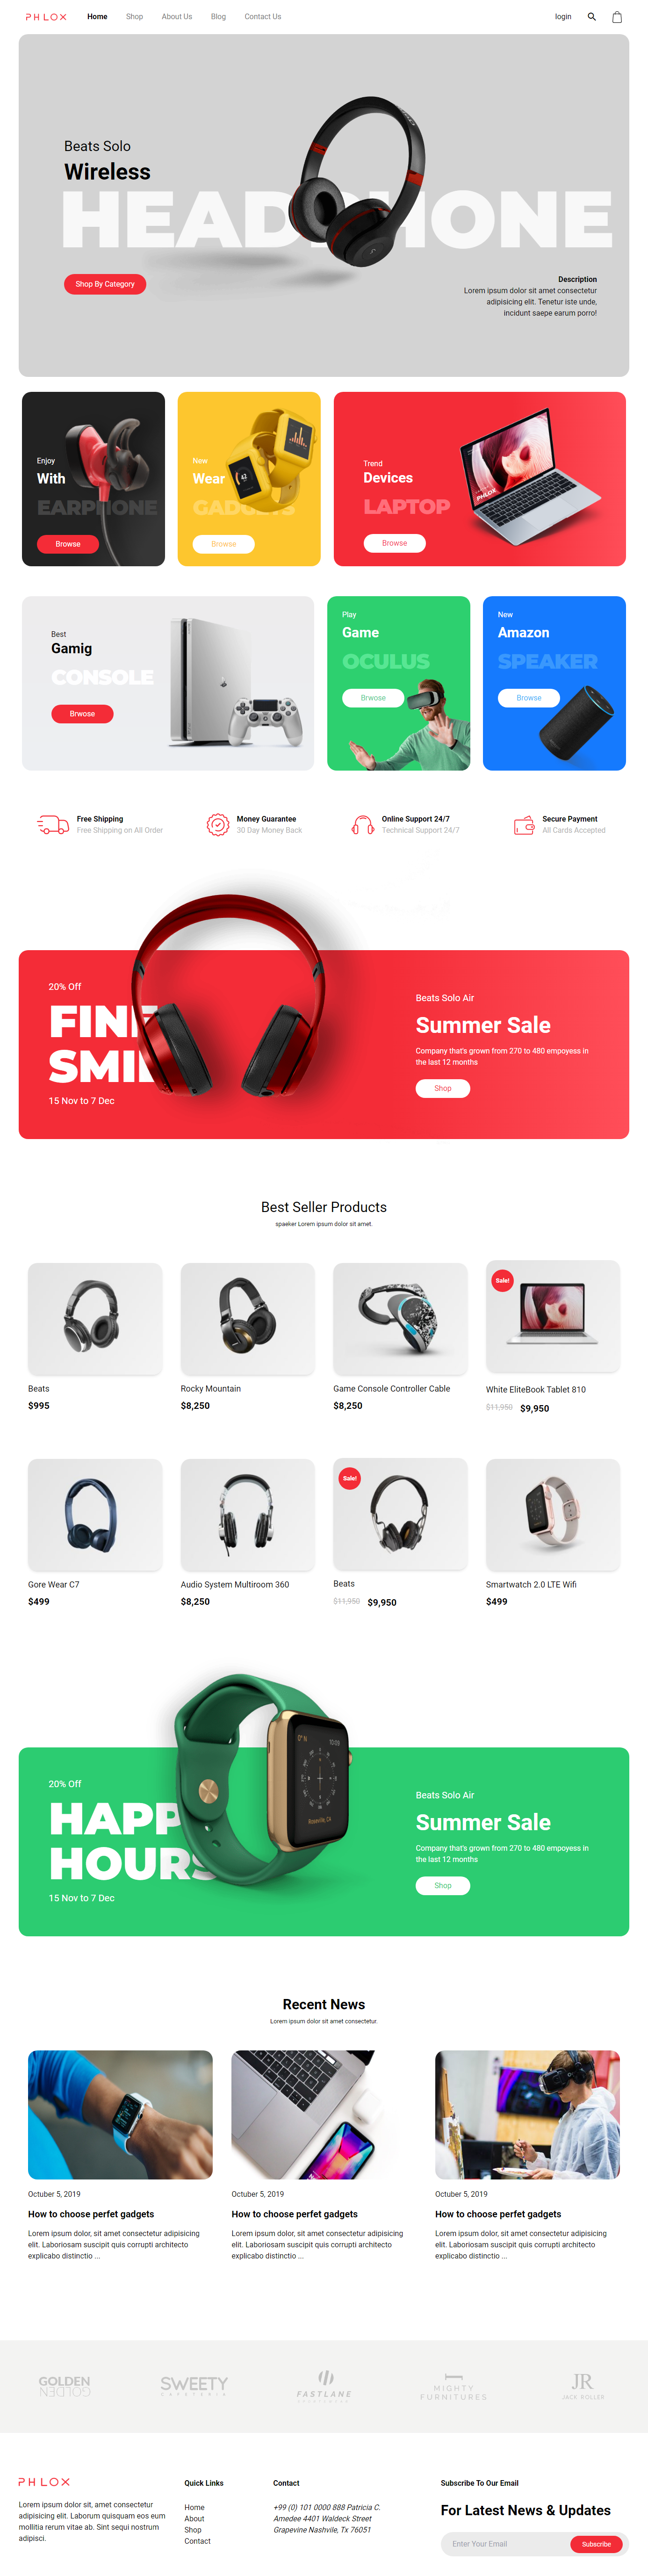 PHLOX
Home Shop About Us Blog Contact Us login
Beats Solo
Wireless
HEADPHONE
Shop By Category
Description
Lorem ipsum dolor sit amet consectetur
adipisicing elit. Tenetur iste unde,
incidunt saepe earum porro!
Enjoy
With
EARPHONE
Browse
New
Wear
GADGETS
Browse
Trend
Devices
LAPTOP
Browse
PHLOX
Best
Gamig
CONSOLE
Brwose
Play
Game
OCULUS
Brwose
New
Amazon
SPEAKER
Browse
Free Shipping
Free Shipping on All Order
Money Guarantee
30 Day Money Back
Online Support 24/7
Technical Support 24/7
Secure Payment
All Cards Accepted
20% Off
FINE
SMILE
15 Nov to 7 Dec
Beats Solo Air
Summer Sale
Company that's grown from 270 to 480 empoyess in
the last 12 months
Shop
Best Seller Products
spaeker Lorem ipsum dolor sit amet.
Beats
$995
Rocky Mountain
$8,250
Game Console Controller Cable
$8,250
Sale!
White EliteBook Tablet 810
$11,950 $9,950
Gore Wear C7
$499
Audio System Multiroom 360
$8,250
Sale!
Beats
$11,950 $9,950
Smartwatch 2.0 LTE Wifi
$499
20% Off
HAPPY
HOURS
15 Nov to 7 Dec
Beats Solo Air
Summer Sale
Company that's grown from 270 to 480 empoyess in
the last 12 months
Shop
Recent News
Lorem ipsum dolor sit amet consectetur.
Octuber 5, 2019
How to choose perfet gadgets
Lorem ipsum dolor, sit amet consectetur adipisicing
elit. Laboriosam suscipit quis corrupti architecto
explicabo distinctio ...
Octuber 5, 2019
How to choose perfet gadgets
Lorem ipsum dolor, sit amet consectetur adipisicing
elit. Laboriosam suscipit quis corrupti architecto
explicabo distinctio ...
Octuber 5, 2019
How to choose perfet gadgets
Lorem ipsum dolor, sit amet consectetur adipisicing
elit. Laboriosam suscipit quis corrupti architecto
explicabo distinctio ...
GOLDEN
GOLDEN
SWEETY
FASTLANE
MIGHTY
FURNITURES
JR
JACK ROLLER
PHLOX
Lorem ipsum dolor sit, amet consectetur
adipisicing elit. Laborum quisquam eos eum
mollitia rerum vitae ab. Sint sequi nostrum
adipisci.
Quick Links
Home
About
Shop
Contact
Contact
+99 (0) 101 0000 888 Patricia C.
Amedee 4401 Waldeck Street
Grapevine Nashvile, Tx 76051
Subscribe To Our Email
For Latest News & Updates
Enter Your Email
Subscribe